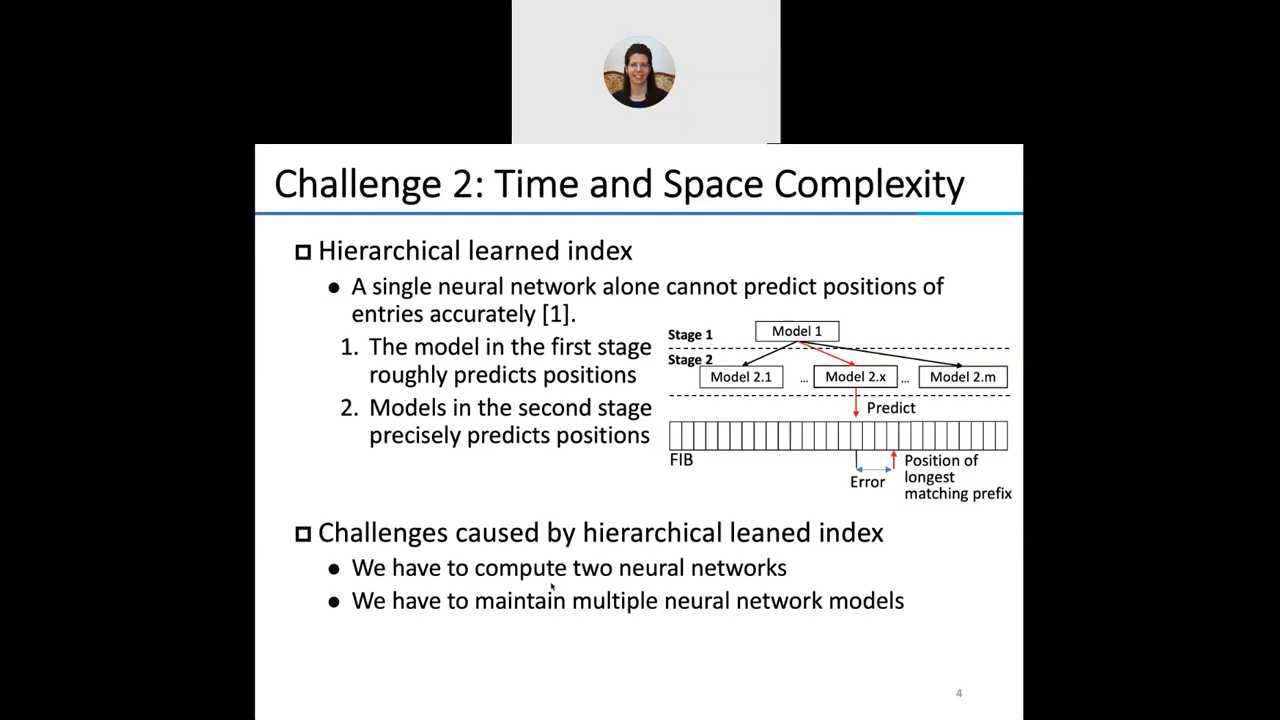 Challenge 2: Time and Space Complexity
Hierarchical learned index
A single neural network alone cannot predict positions of
entries accurately [1].
1. The model in the first stage
roughly predicts positions
2. Models in the second stage
precisely predicts positions
Stage 1
Model 1
Stage 2
Model 2.1
...
Model 2.x
...
Model 2.m
Predict
FIB
Error
Position of
longest
matching prefix
Challenges caused by hierarchical leaned index
We have to compute two neural networks
We have to maintain multiple neural network models
4